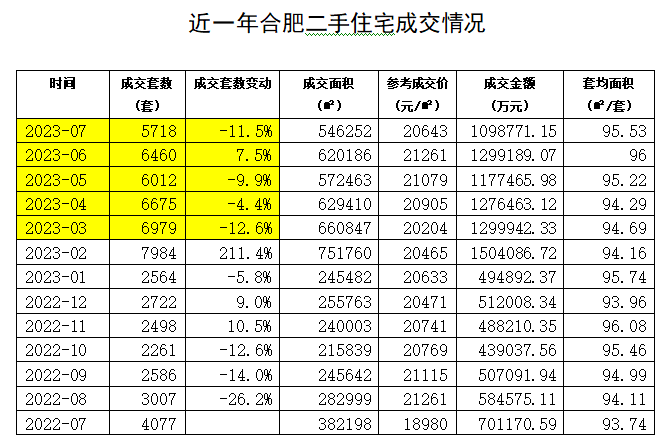 近一年合肥二手住宅成交情况
时间 成交套数(套) 成交套数变动 成交面积(㎡) 参考成交价(元/㎡) 成交金额(万元) 套均面积(㎡/套)
2023-07 5718 -11.5% 546252 20643 1098771.15 95.53
2023-06 6460 7.5% 620186 21261 1299189.07 96
2023-05 6012 -9.9% 572463 21079 1177465.98 95.22
2023-04 6675 -4.4% 629410 20905 1276463.12 94.29
2023-03 6979 -12.6% 660847 20204 1299942.33 94.69
2023-02 7984 211.4% 751760 20465 1504086.72 94.16
2023-01 2564 -5.8% 245482 20633 494892.37 95.74
2022-12 2722 9.0% 255763 20471 512008.34 93.96
2022-11 2498 10.5% 240003 20741 488210.35 96.08
2022-10 2261 -12.6% 215839 20769 439037.56 95.46
2022-09 2586 -14.0% 245642 21115 507091.94 94.99
2022-08 3007 -26.2% 282999 21261 584575.11 94.11
2022-07 4077 382198 18980 701170.59 93.74